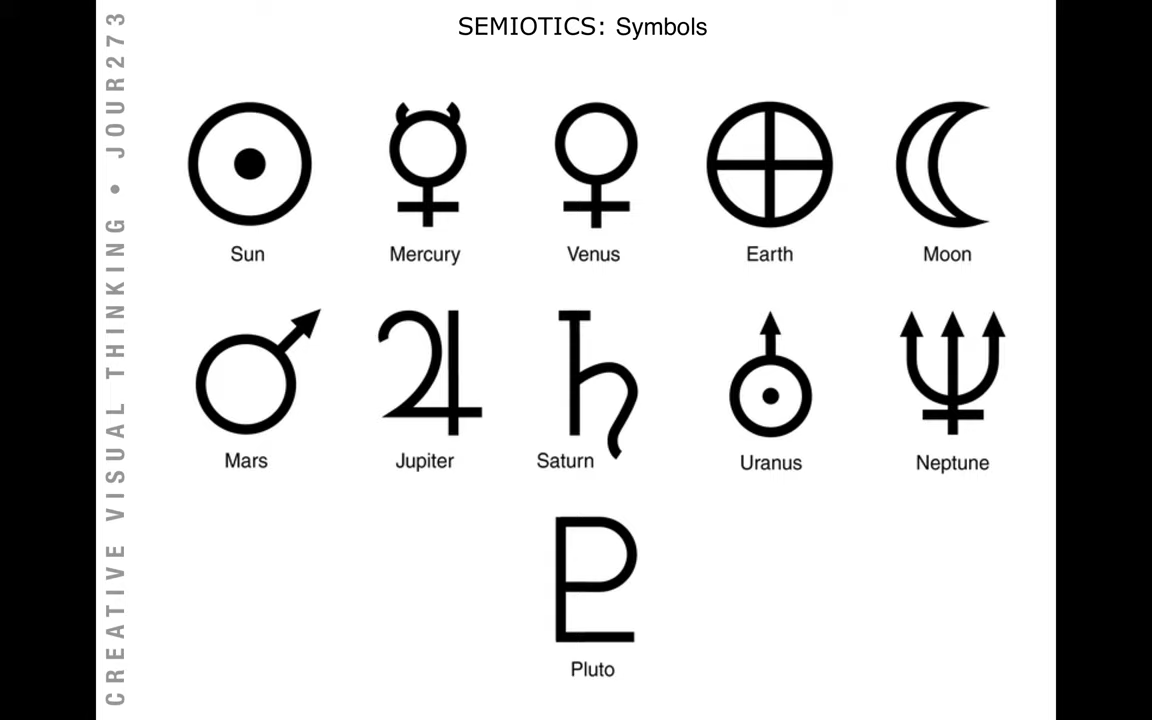 SEMIOTICS: Symbols
CREATIVE VISUAL THINKING • JOUR273
Sun
Mercury
Venus
Earth
Moon
Mars
Jupiter
Saturn
Uranus
Neptune
Pluto